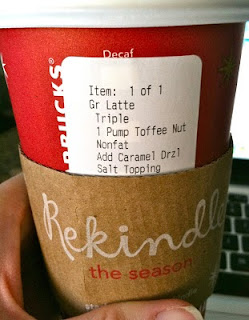 Decaf
RBUCKS
Item: 1 of 1
Gr Latte
Triple
1 Pump Toffee Nut
Nonfat
Add Caramel Drzl
Salt Topping
Rekindle
the season